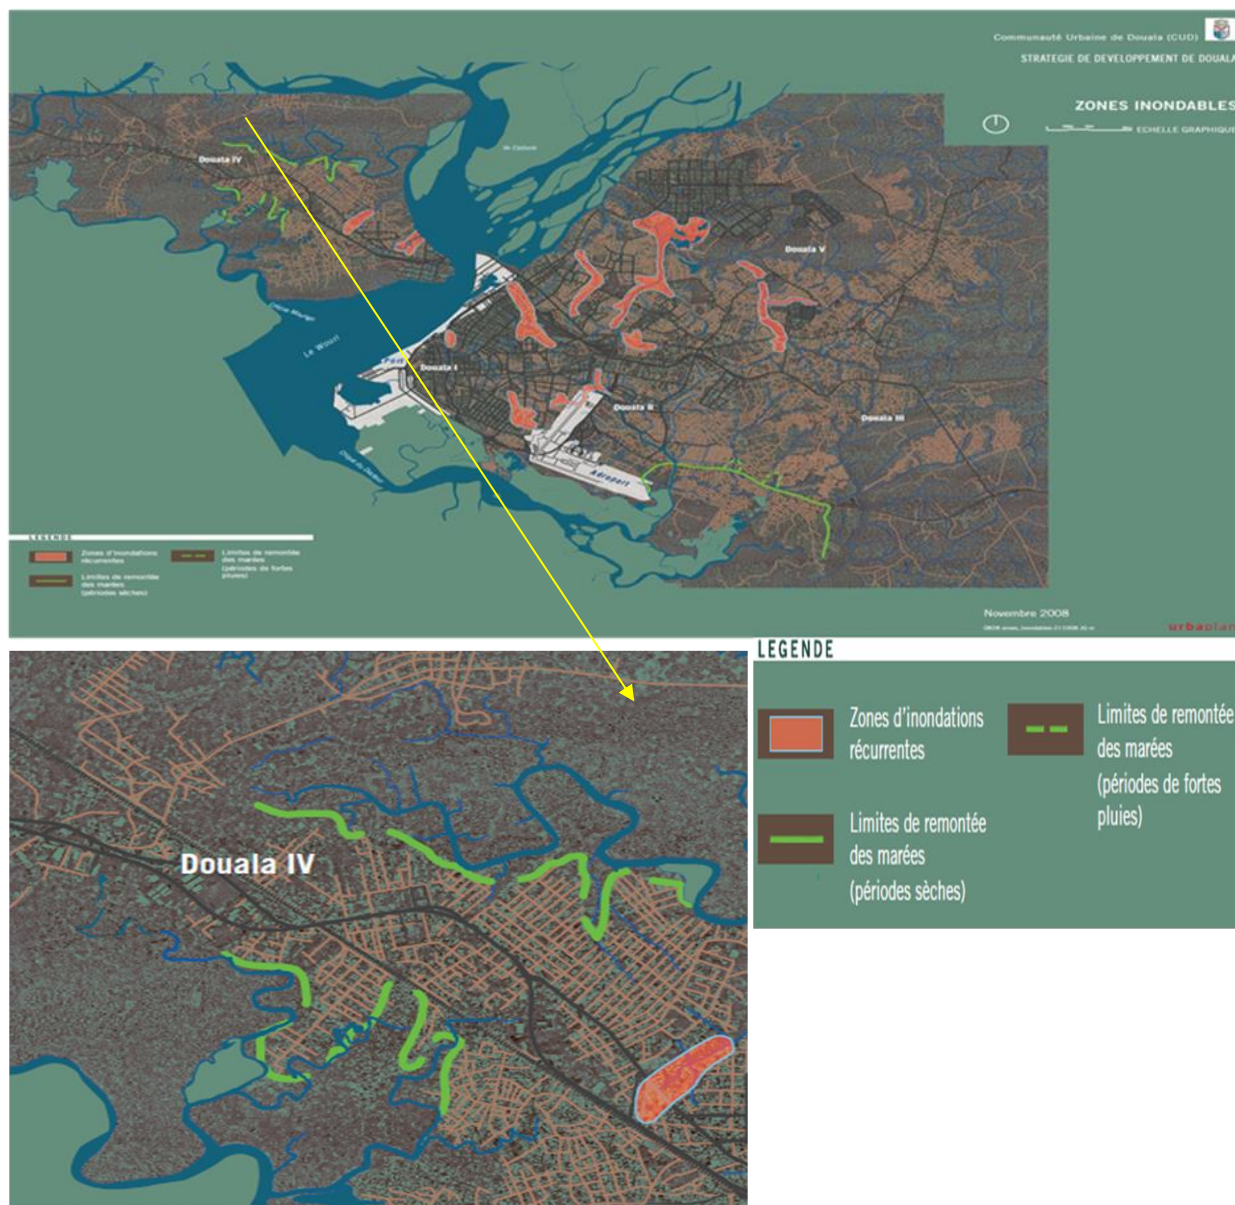 Communauté Urbaine de Douala (CUD)
STRATEGIE DE DEVELOPPEMENT DE DOUALA
ZONES INONDABLES
ECHELLE GRAPHIQUE
Douala IV
Douala V
Le Wouri
Port
Douala I
Douala II
Douala III
Aéroport
LEGENDE
Zones d'inondations
récurrentes
Limites de remontée
des marées
(périodes sèches)
Limites de remontée
des marées
(périodes de fortes
pluies)
Novembre 2008
urbaplan
Douala IV
LEGENDE
Zones d'inondations
récurrentes
Limites de remontée
des marées
(périodes sèches)
Limites de remontée
des marées
(périodes de fortes
pluies)